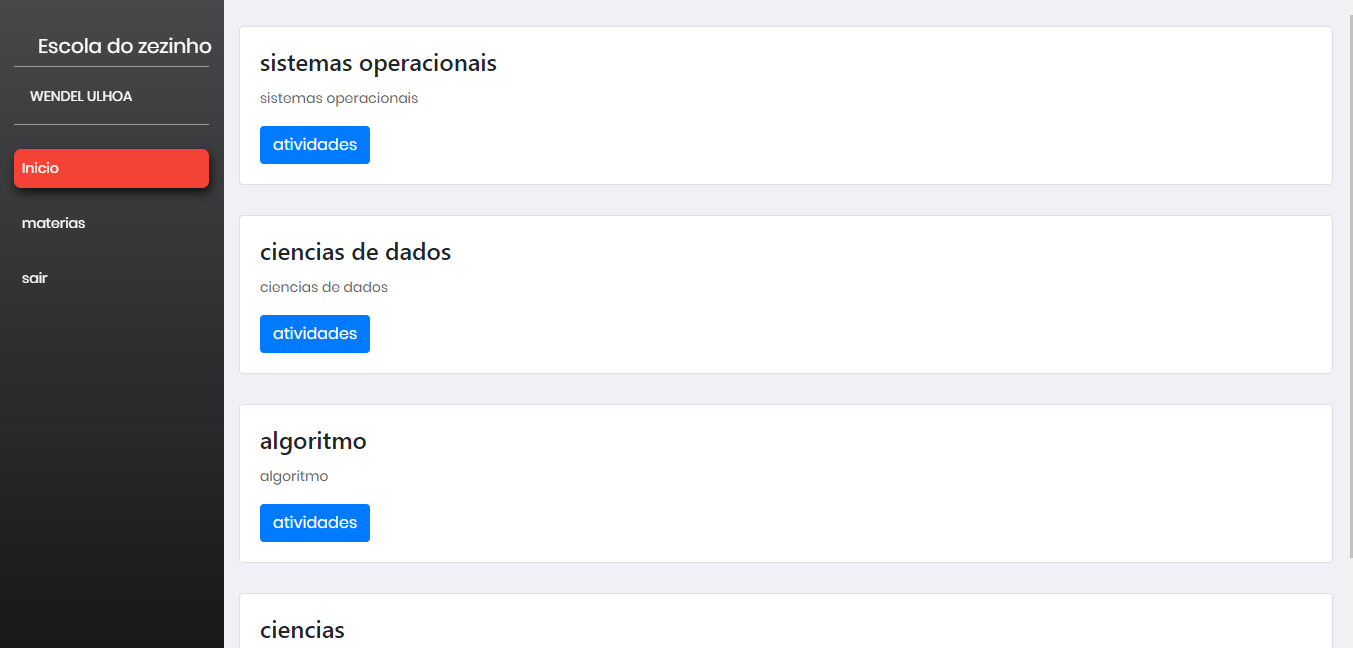 Escola do zezinho
WENDEL ULHOA
Inicio
materias
sair
sistemas operacionais
sistemas operacionais
atividades
ciencias de dados
ciencias de dados
atividades
algoritmo
algoritmo
atividades
ciencias